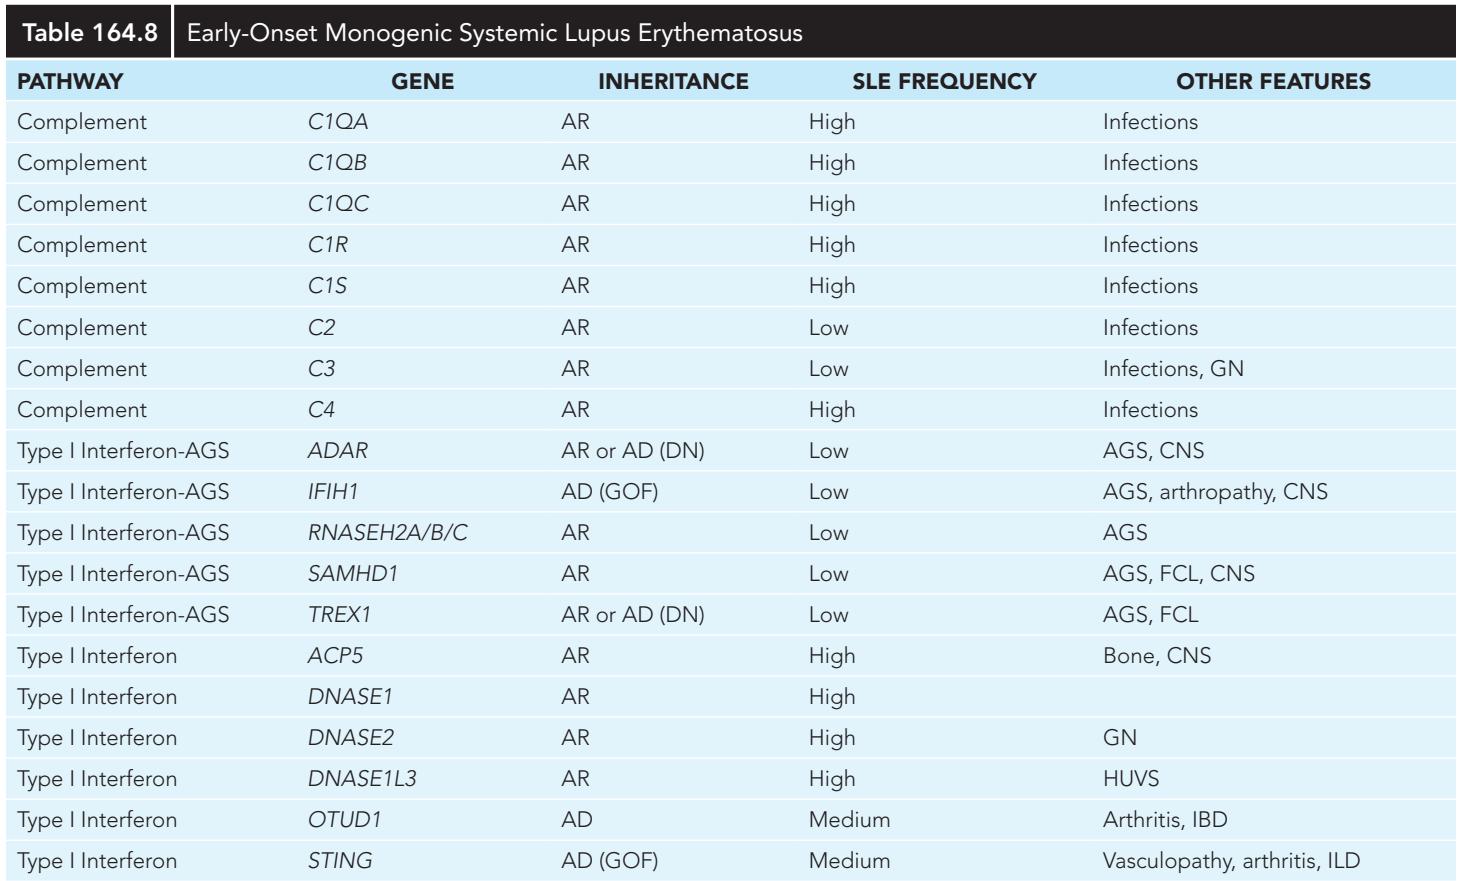 Table 164.8 Early-Onset Monogenic Systemic Lupus Erythematosus
PATHWAY GENE INHERITANCE SLE FREQUENCY OTHER FEATURES
Complement C1QA AR High Infections
Complement C1QB AR High Infections
Complement C1QC AR High Infections
Complement C1R AR High Infections
Complement C1S AR High Infections
Complement C2 AR Low Infections
Complement C3 AR Low Infections, GN
Complement C4 AR High Infections
Type I Interferon-AGS ADAR AR or AD (DN) Low AGS, CNS
Type I Interferon-AGS IFIH1 AD (GOF) Low AGS, arthropathy, CNS
Type I Interferon-AGS RNASEH2A/B/C AR Low AGS
Type I Interferon-AGS SAMHD1 AR Low AGS, FCL, CNS
Type I Interferon-AGS TREX1 AR or AD (DN) Low AGS, FCL
Type I Interferon ACP5 AR High Bone, CNS
Type I Interferon DNASE1 AR High
Type I Interferon DNASE2 AR High GN
Type I Interferon DNASE1L3 AR High HUVS
Type I Interferon OTUD1 AD Medium Arthritis, IBD
Type I Interferon STING AD (GOF) Medium Vasculopathy, arthritis, ILD